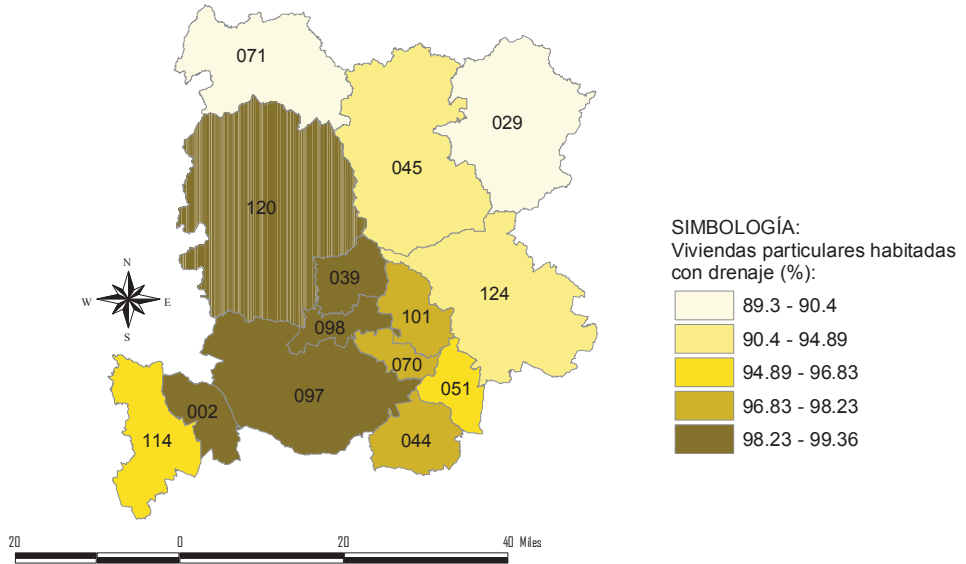 071
029
045
120
039
124
101
098
070
051
097
002
114
044
N
W
E
S
20
0
20
40 Miles
SIMBOLOGÍA:
Viviendas particulares habitadas
con drenaje (%):
89.3 - 90.4
90.4 - 94.89
94.89 - 96.83
96.83 - 98.23
98.23 - 99.36